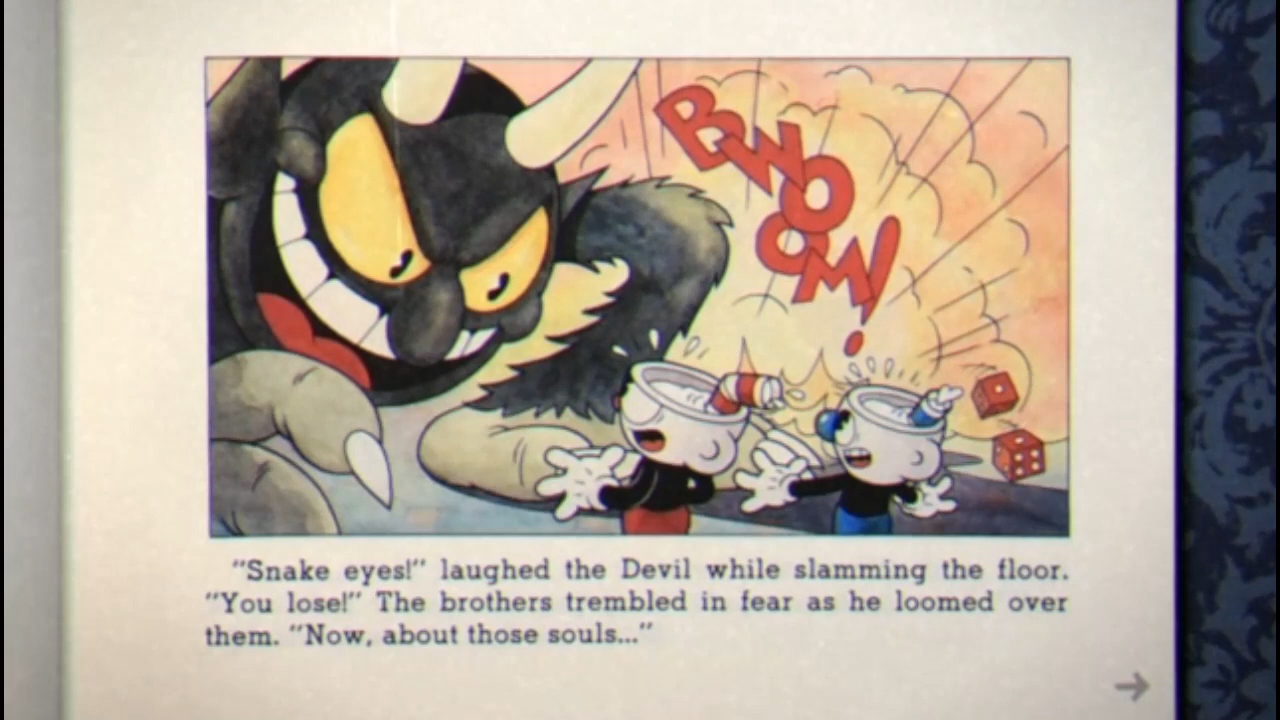 BWOOM!
“Snake eyes!” laughed the Devil while slamming the floor.
“You lose!” The brothers trembled in fear as he loomed over
them. “Now, about those souls...”